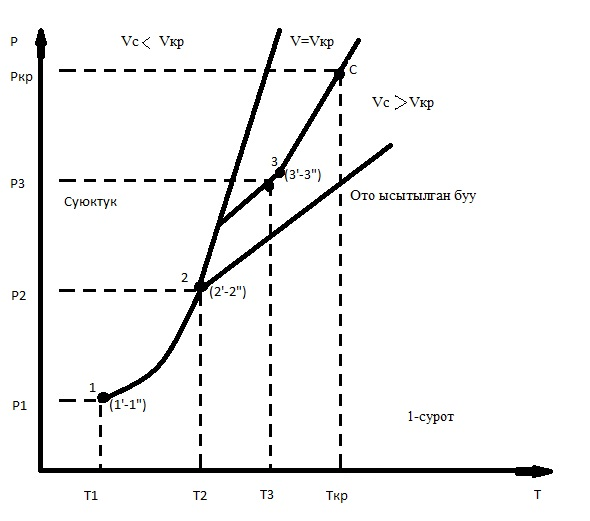 P
Vc < Vкр
V=Vкр
Pкр
C
Vc > Vкр
3
(3'-3")
P3
Суюктук
Ото ысытылган буу
2
P2
(2'-2")
1
P1
(1'-1")
1-сурот
T1
T2
T3
Tкр
T